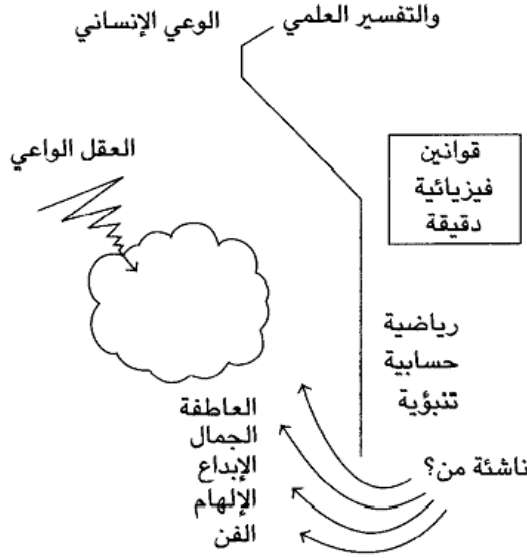 الوعي الإنساني
والتفسير العلمي
العقل الواعي
قوانين
فيزيائية
دقيقة
رياضية
حسابية
تنبؤية
ناشئة من؟
العاطفة
الجمال
الإبداع
الإلهام
الفن